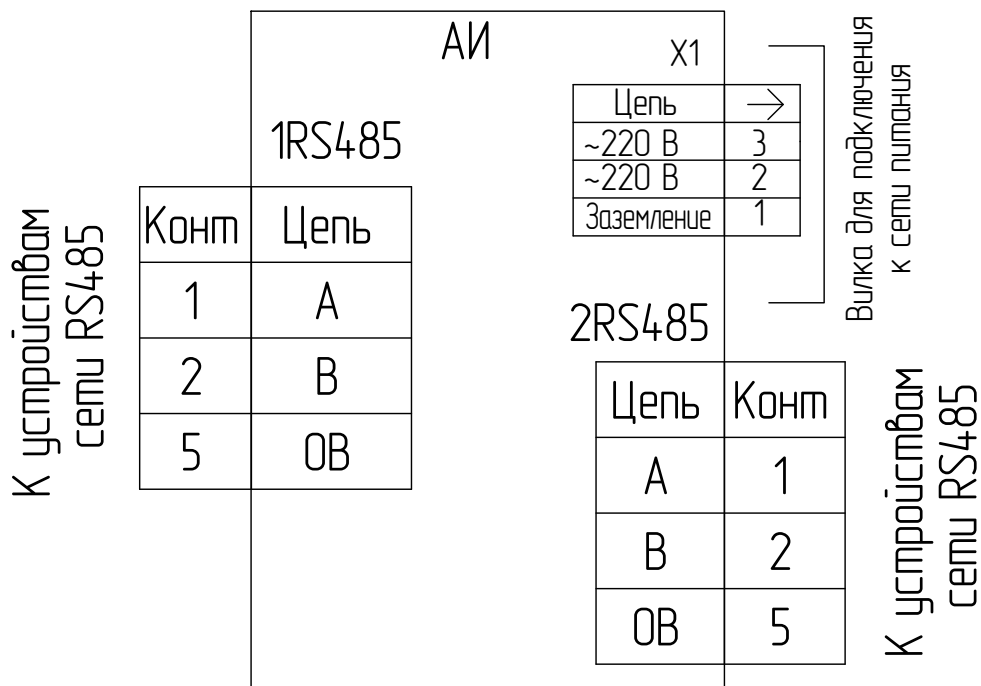 АИ
X1
Цепь →
~220 В 3
~220 В 2
Заземление 1
Вилка для подключения
к сети питания
1RS485
Конт Цепь
1 A
2 B
5 0В
К устройствам
сети RS485
2RS485
Цепь Конт
A 1
B 2
0В 5
К устройствам
сети RS485